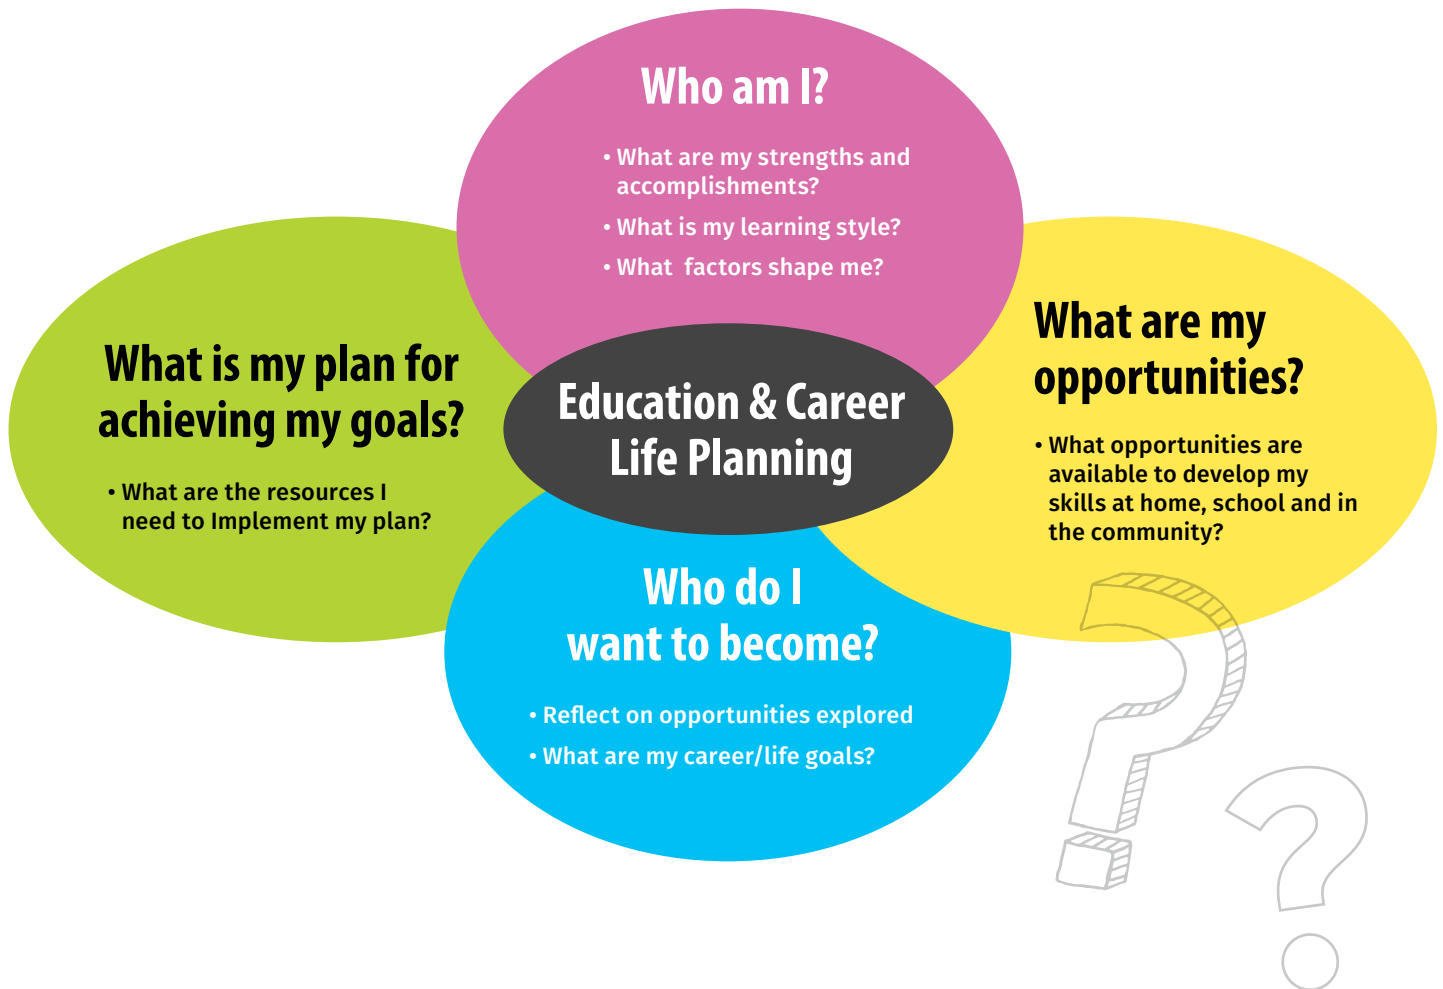 Who am I?
• What are my strengths and
accomplishments?
• What is my learning style?
• What  factors shape me?
What are my
opportunities?
• What opportunities are
available to develop my
skills at home, school and in
the community?
What is my plan for
achieving my goals?
• What are the resources I
need to Implement my plan?
Education & Career
Life Planning
Who do I
want to become?
• Reflect on opportunities explored
• What are my career/life goals?
?
?